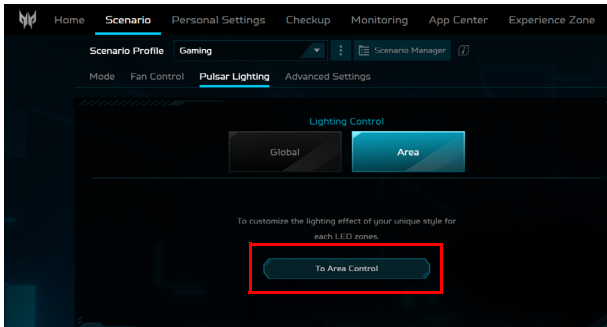 Home Scenario Personal Settings Checkup Monitoring App Center Experience Zone
Scenario Profile Gaming Scenario Manager i
Mode Fan Control Pulsar Lighting Advanced Settings
Lighting Control
Global Area
To customize the lighting effect of your unique style for
each LED zones.
To Area Control